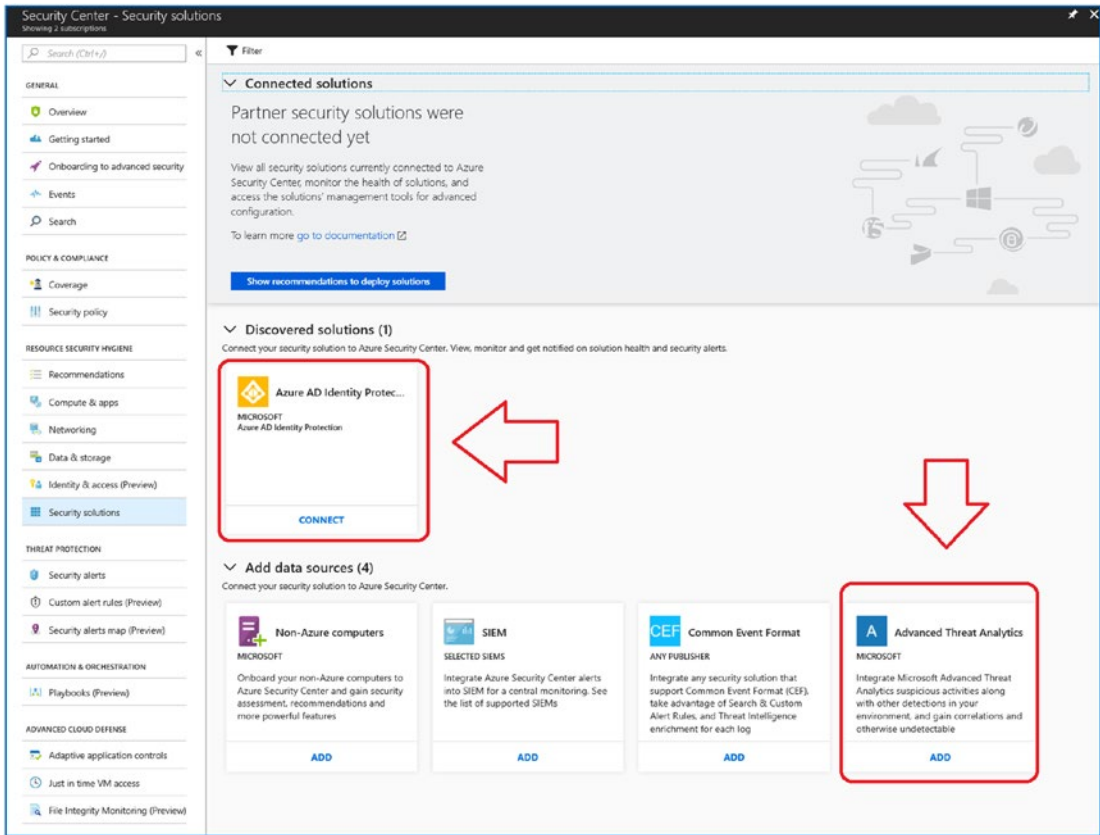 Security Center - Security solutions
Showing 2 subscriptions
Search (Ctrl+/)
GENERAL
Overview
Getting started
Onboarding to advanced security
Events
Search
POLICY & COMPLIANCE
Coverage
Security policy
RESOURCE SECURITY HYGIENE
Recommendations
Compute & apps
Networking
Data & storage
Identity & access (Preview)
Security solutions
THREAT PROTECTION
Security alerts
Custom alert rules (Preview)
Security alerts map (Preview)
AUTOMATION & ORCHESTRATION
Playbooks (Preview)
ADVANCED CLOUD DEFENSE
Adaptive application controls
Just in time VM access
File Integrity Monitoring (Preview)
Filter
Connected solutions
Partner security solutions were
not connected yet
View all security solutions currently connected to Azure
Security Center, monitor the health of solutions, and
access the solutions' management tools for advanced
configuration.
To learn more go to documentation
Show recommendations to deploy solutions
Discovered solutions (1)
Connect your security solution to Azure Security Center. View, monitor and get notified on solution health and security alerts.
Azure AD Identity Protec...
MICROSOFT
Azure AD Identity Protection
CONNECT
Add data sources (4)
Connect your security solution to Azure Security Center.
Non-Azure computers
MICROSOFT
Onboard your non-Azure computers to
Azure Security Center and gain security
assessment, recommendations and
more powerful features
ADD
SIEM
SELECTED SIEMS
Integrate Azure Security Center alerts
into SIEM for a central monitoring. See
the list of supported SIEMs
ADD
CEF Common Event Format
ANY PUBLISHER
Integrate any security solution that
support Common Event Format (CEF),
take advantage of Search & Custom
Alert Rules, and Threat Intelligence
enrichment for each log
ADD
A Advanced Threat Analytics
MICROSOFT
Integrate Microsoft Advanced Threat
Analytics suspicious activities along
with other detections in your
environment, and gain correlations and
otherwise undetectable
ADD